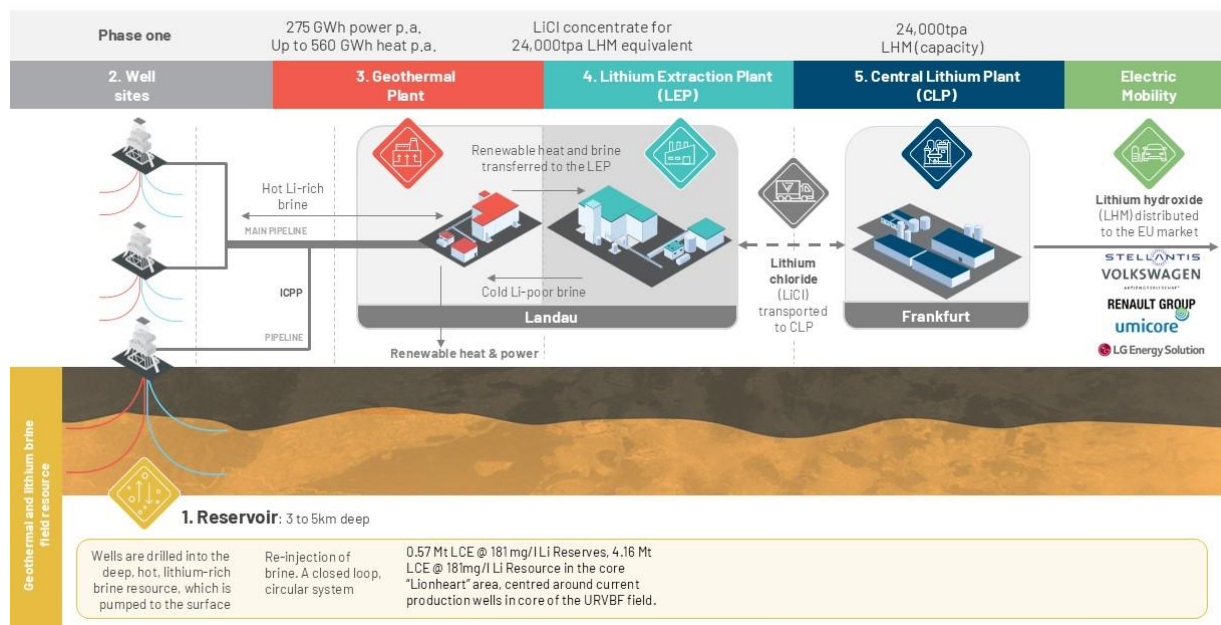 Phase one
275 GWh power p.a.
Up to 560 GWh heat p.a.
LiCl concentrate for
24,000tpa LHM equivalent
24,000tpa
LHM (capacity)
2. Well
sites
3. Geothermal
Plant
4. Lithium Extraction Plant
(LEP)
5. Central Lithium Plant
(CLP)
Electric
Mobility
Renewable heat and brine
transferred to the LEP
Hot Li-rich
brine
MAIN PIPELINE
ICPP
PIPELINE
Cold Li-poor brine
Landau
Renewable heat & power
Lithium
chloride
(LiCl)
transported
to CLP
Frankfurt
Lithium hydroxide
(LHM) distributed
to the EU market
STELLANTIS
VOLKSWAGEN
AKTIENGESELLSCHAFT
RENAULT GROUP
umicore
LG Energy Solution
Geothermal and lithium brine
field resource
1. Reservoir: 3 to 5km deep
Wells are drilled into the
deep, hot, lithium-rich
brine resource, which is
pumped to the surface
Re-injection of
brine. A closed loop,
circular system
0.57 Mt LCE @ 181 mg/l Li Reserves, 4.16 Mt
LCE @ 181mg/l Li Resource in the core
"Lionheart" area, centred around current
production wells in core of the URVBF field.